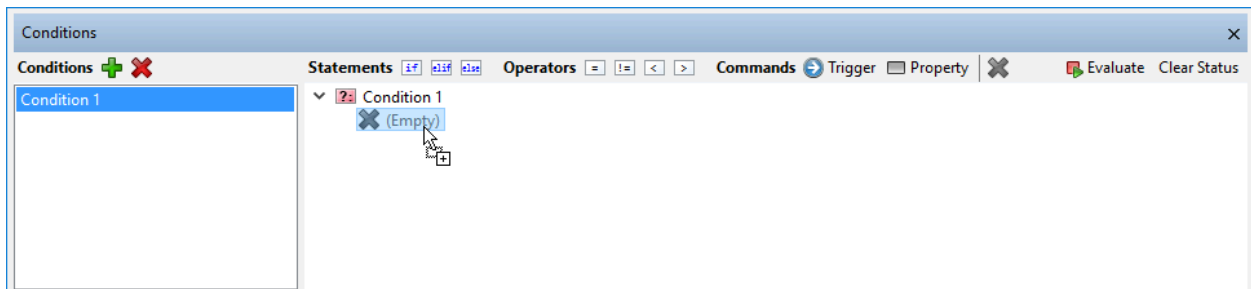 Conditions
Conditions Statements if elif else Operators = != < > Commands Trigger Property Evaluate Clear Status
Condition 1 ?: Condition 1
(Empty)